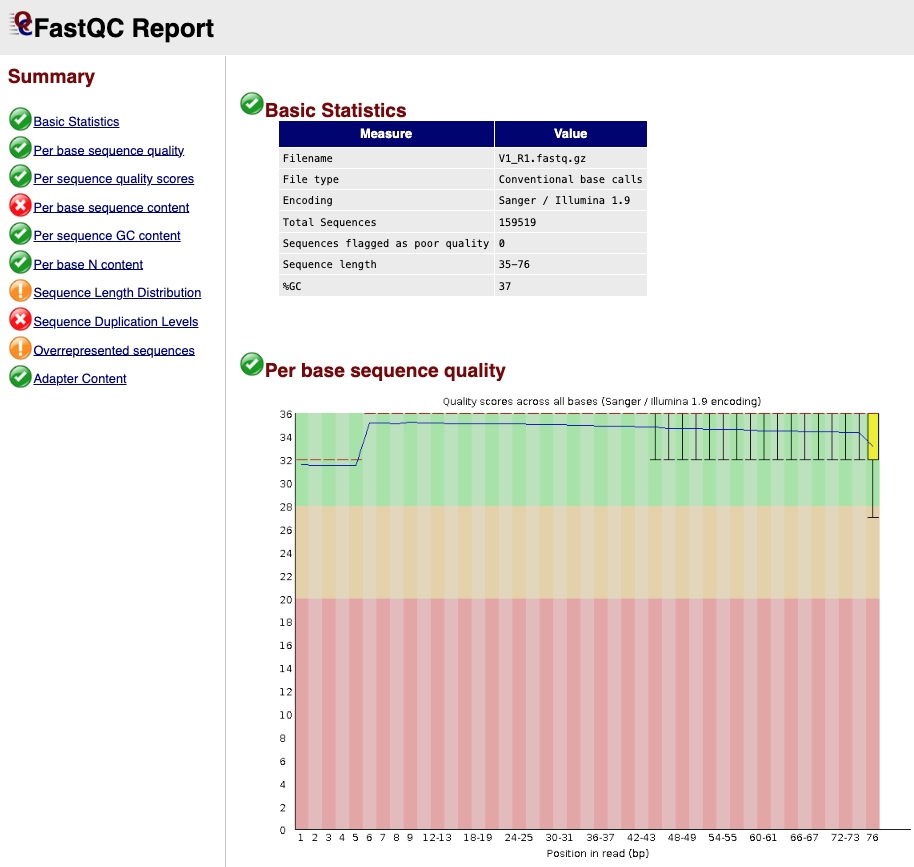 FastQC Report
Summary
Basic Statistics
Per base sequence quality
Per sequence quality scores
Per base sequence content
Per sequence GC content
Per base N content
Sequence Length Distribution
Sequence Duplication Levels
Overrepresented sequences
Adapter Content
Basic Statistics
Measure Value
Filename V1_R1.fastq.gz
File type Conventional base calls
Encoding Sanger / Illumina 1.9
Total Sequences 159519
Sequences flagged as poor quality 0
Sequence length 35-76
%GC 37
Per base sequence quality
Quality scores across all bases (Sanger / Illumina 1.9 encoding)
36
34
32
30
28
26
24
22
20
18
16
14
12
10
8
6
4
2
0
1 2 3 4 5 6 7 8 9 12-13 18-19 24-25 30-31 36-37 42-43 48-49 54-55 60-61 66-67 72-73 76
Position in read (bp)